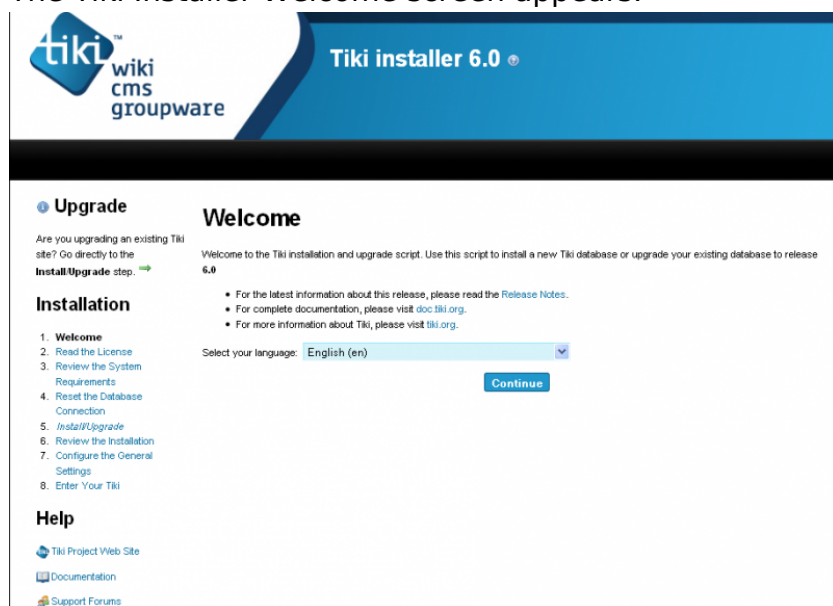 The Tiki Installer Welcome screen appears.
tiki™
wiki
cms
groupware
Tiki installer 6.0
Upgrade
Are you upgrading an existing Tiki
site? Go directly to the
Install/Upgrade step.
Installation
1. Welcome
2. Read the License
3. Review the System
Requirements
4. Reset the Database
Connection
5. Install/Upgrade
6. Review the Installation
7. Configure the General
Settings
8. Enter Your Tiki
Help
Tiki Project Web Site
Documentation
Support Forums
Welcome
Welcome to the Tiki installation and upgrade script. Use this script to install a new Tiki database or upgrade your existing database to release
6.0
• For the latest information about this release, please read the Release Notes.
• For complete documentation, please visit doc.tiki.org.
• For more information about Tiki, please visit tiki.org.
Select your language: English (en)
Continue